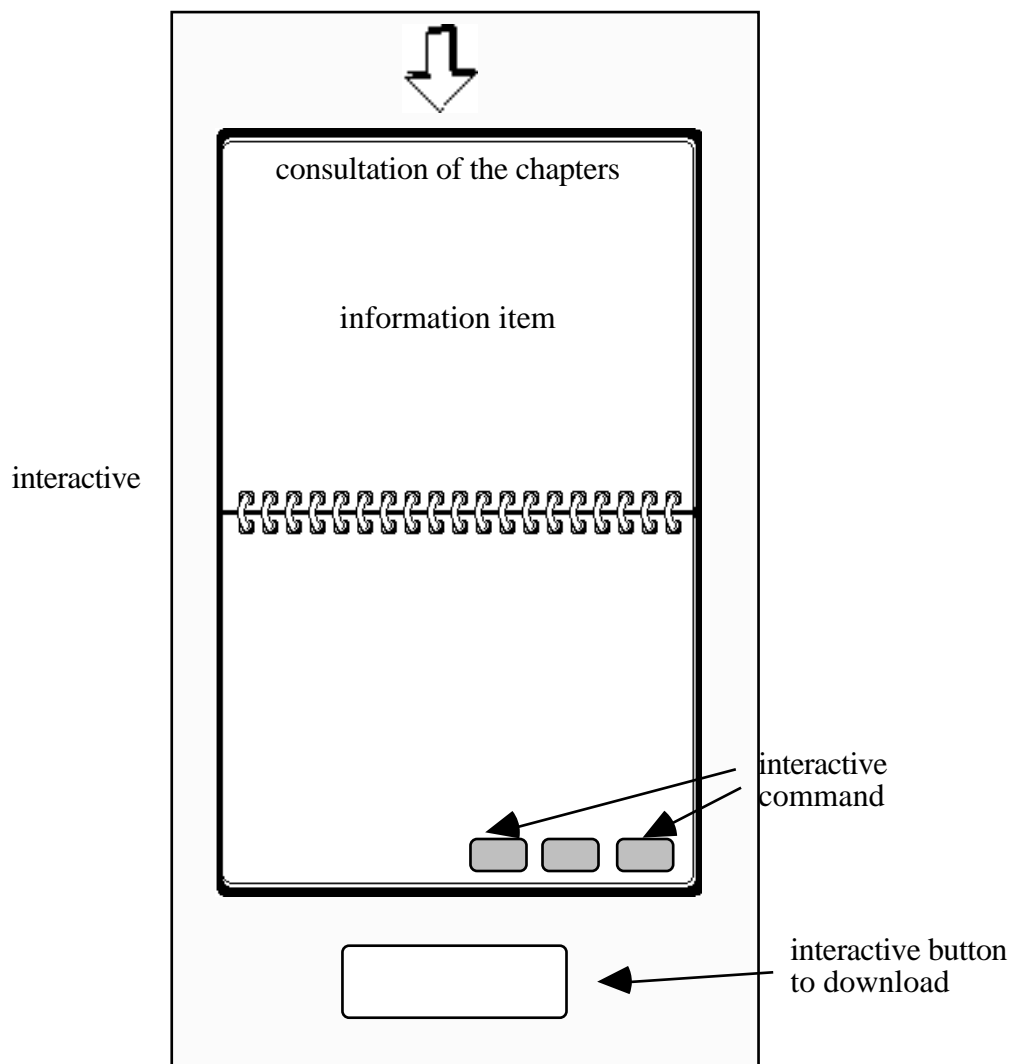 consultation of the chapters
information item
interactive
interactive
command
interactive button
to download